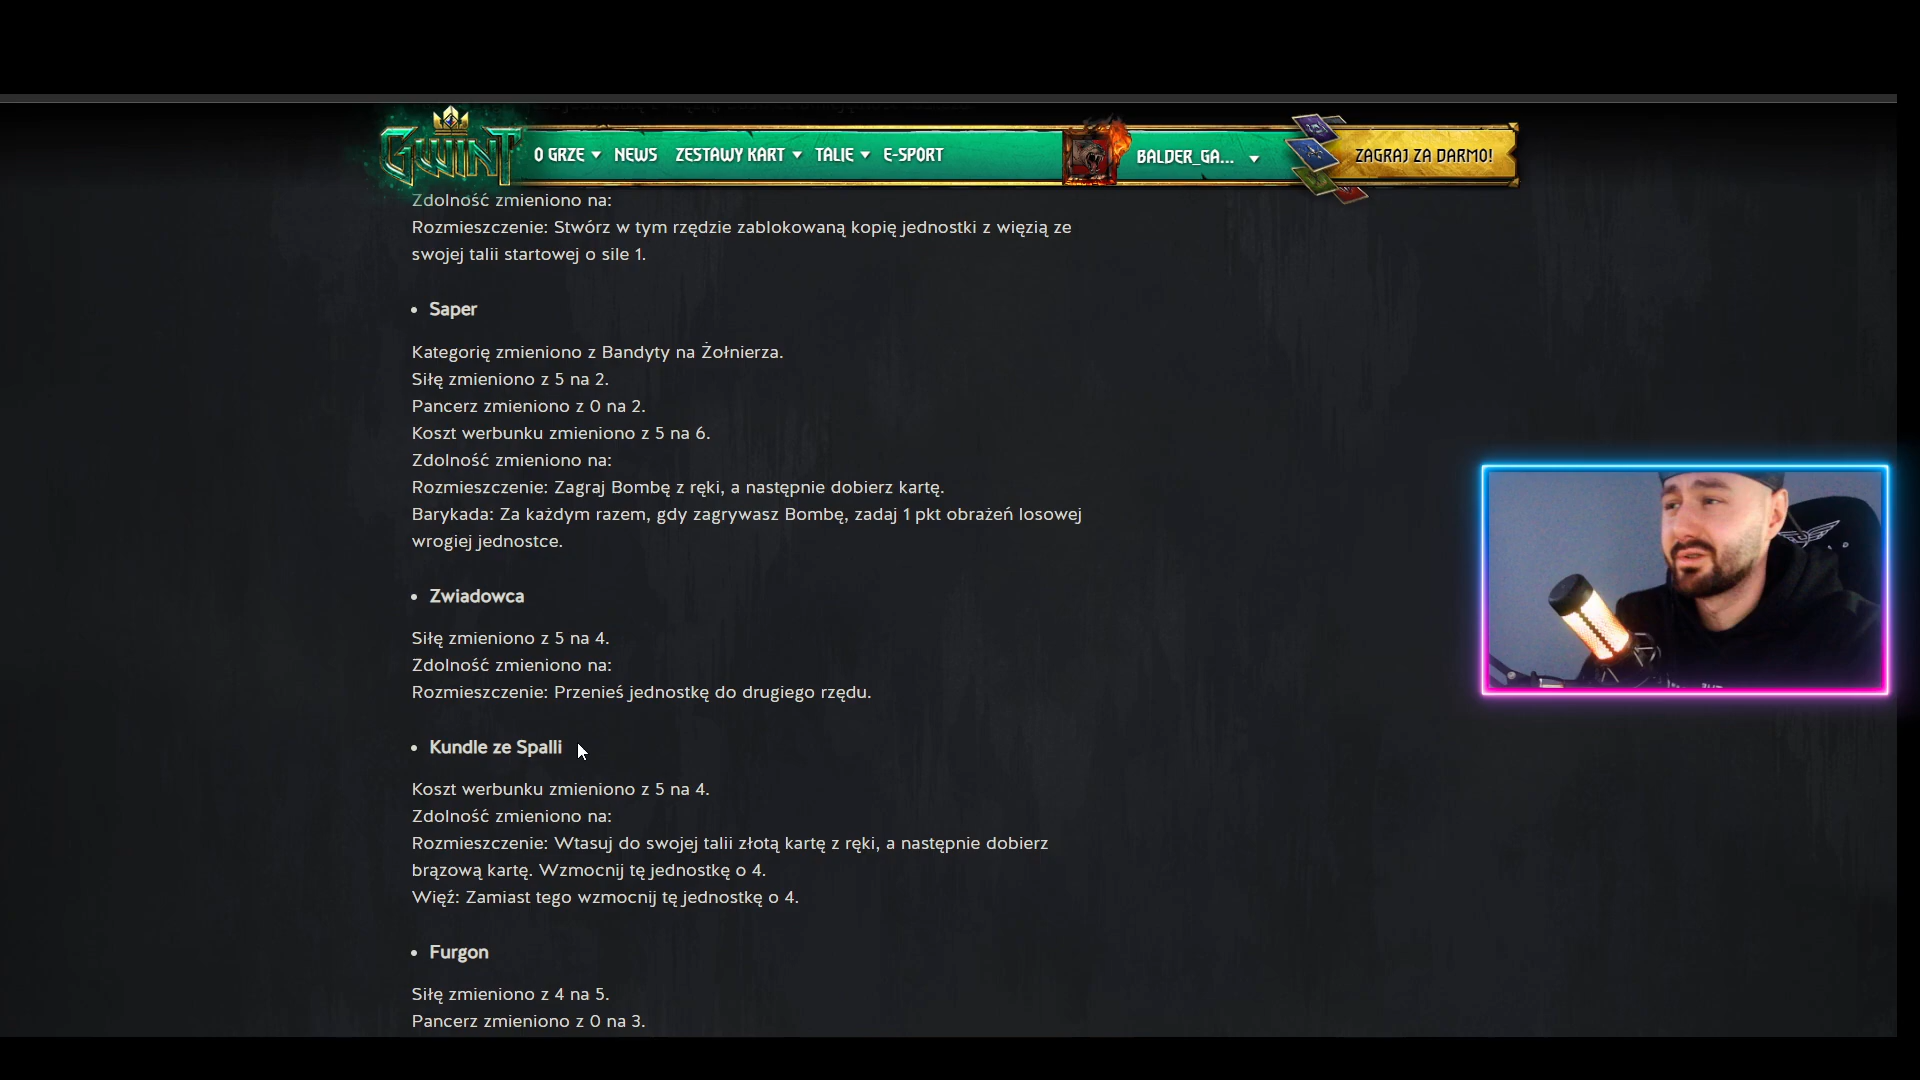 GWINT
O GRZE
NEWS
ZESTAWY KART
TALIE
E-SPORT
BALDER_GA...
ZAGRAJ ZA DARMO!
Zdolność zmieniono na:
Rozmieszczenie: Stwórz w tym rzędzie zablokowaną kopię jednostki z więzią ze
swojej talii startowej o sile 1.
• Saper
Kategorię zmieniono z Bandyty na Żołnierza.
Siłę zmieniono z 5 na 2.
Pancerz zmieniono z 0 na 2.
Koszt werbunku zmieniono z 5 na 6.
Zdolność zmieniono na:
Rozmieszczenie: Zagraj Bombę z ręki, a następnie dobierz kartę.
Barykada: Za każdym razem, gdy zagrywasz Bombę, zadaj 1 pkt obrażeń losowej
wrogiej jednostce.
• Zwiadowca
Siłę zmieniono z 5 na 4.
Zdolność zmieniono na:
Rozmieszczenie: Przenieś jednostkę do drugiego rzędu.
• Kundle ze Spalli
Koszt werbunku zmieniono z 5 na 4.
Zdolność zmieniono na:
Rozmieszczenie: Wtasuj do swojej talii złotą kartę z ręki, a następnie dobierz
brązową kartę. Wzmocnij tę jednostkę o 4.
Więź: Zamiast tego wzmocnij tę jednostkę o 4.
• Furgon
Siłę zmieniono z 4 na 5.
Pancerz zmieniono z 0 na 3.